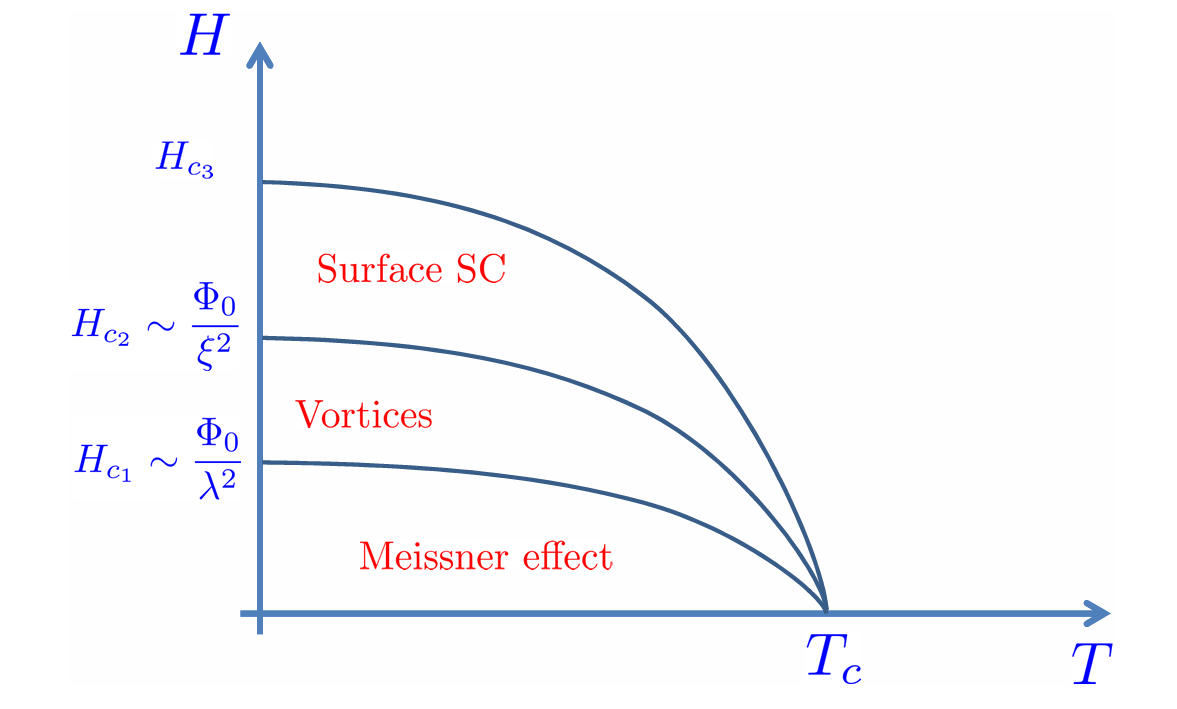 H
H_{c_3}
Surface SC
H_{c_2} ∼ Φ_0/ξ^2
Vortices
H_{c_1} ∼ Φ_0/λ^2
Meissner effect
T_c
T